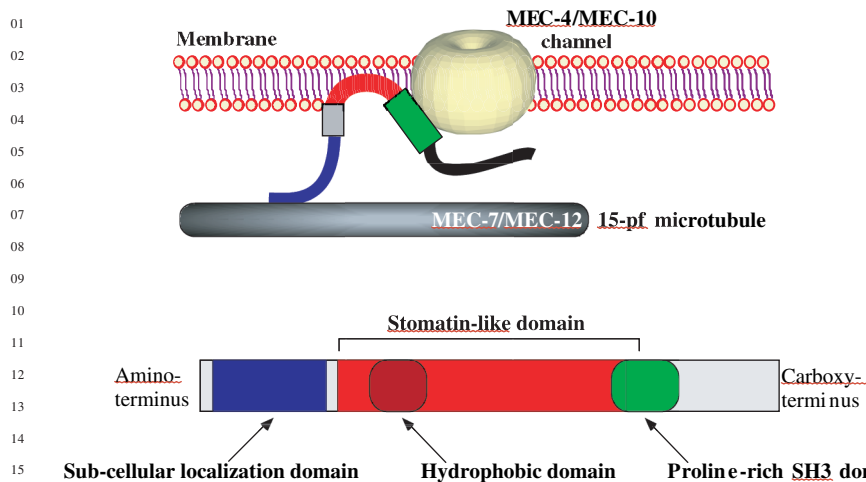 01
MEC-4/MEC-10
Membrane
channel
02
03
04
05
06
07
MEC-7/MEC-12 15-pf microtubule
08
09
10
11
Stomatin-like domain
12
Amino-
terminus
Carboxy-
terminus
13
14
15
Sub-cellular localization domain
Hydrophobic domain
Proline-rich SH3 dom